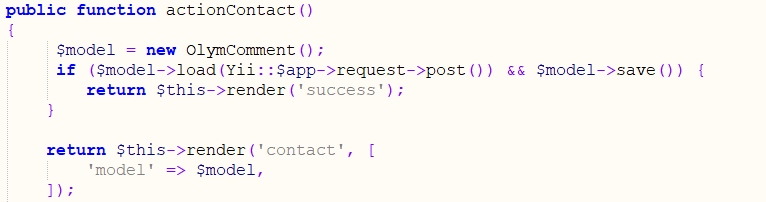 public function actionContact()
{
$model = new OlymComment();
if ($model->load(Yii::$app->request->post()) && $model->save()) {
return $this->render('success');
}
return $this->render('contact', [
'model' => $model,
]);